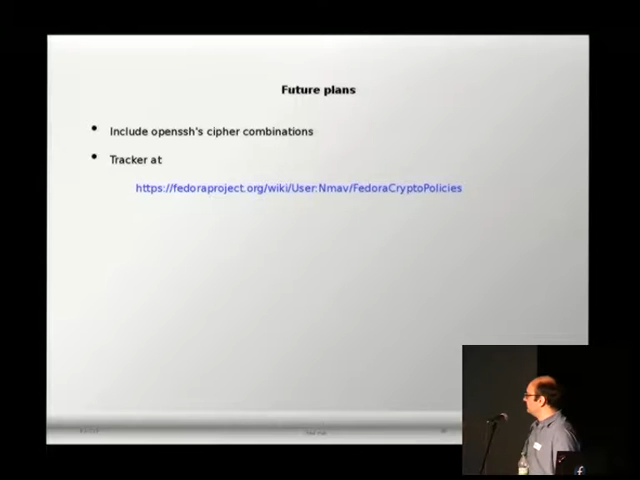 Future plans
Include openssh's cipher combinations
Tracker at
https://fedoraproject.org/wiki/User:Nmav/FedoraCryptoPolicies